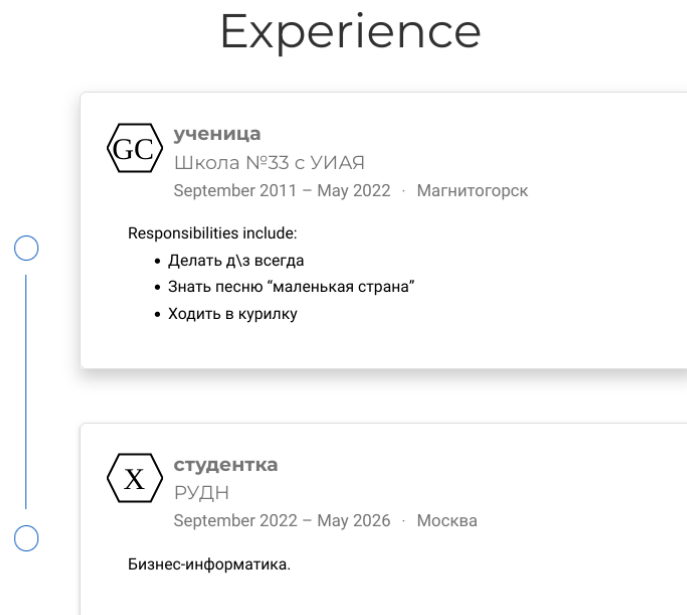 Experience
GC
ученица
Школа №33 с УИАЯ
September 2011 – May 2022 · Магнитогорск
Responsibilities include:
• Делать д\з всегда
• Знать песню “маленькая страна”
• Ходить в курилку
X
студентка
РУДН
September 2022 – May 2026 · Москва
Бизнес-информатика.